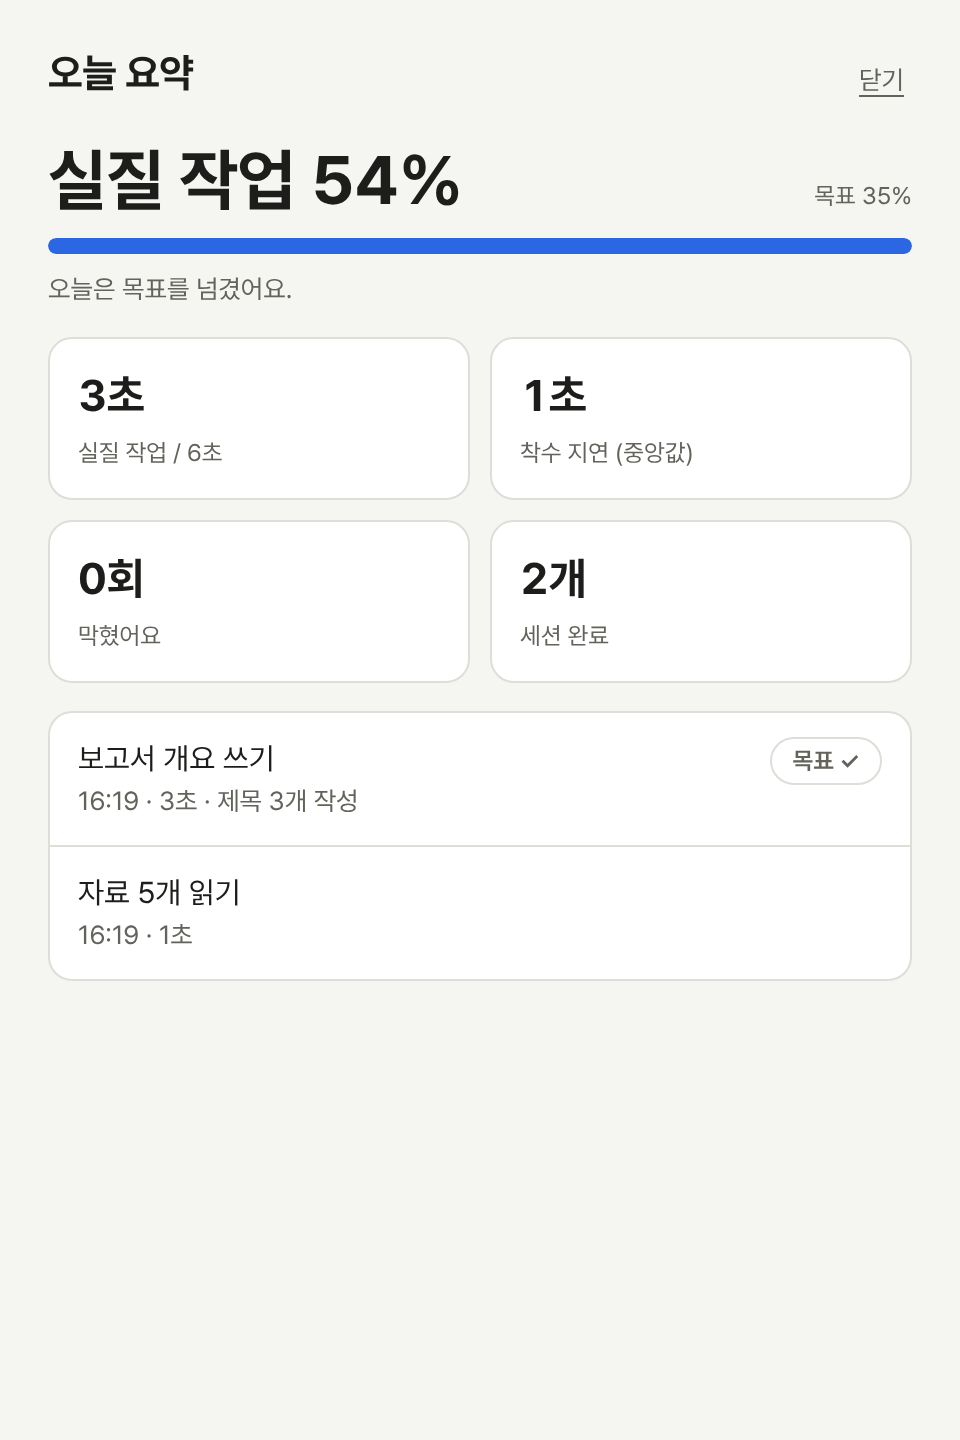 오늘 요약
닫기
실질 작업 54%
목표 35%
오늘은 목표를 넘겼어요.
3초
실질 작업 / 6초
1초
착수 지연 (중앙값)
0회
막혔어요
2개
세션 완료
보고서 개요 쓰기
목표 ✓
16:19 · 3초 · 제목 3개 작성
자료 5개 읽기
16:19 · 1초